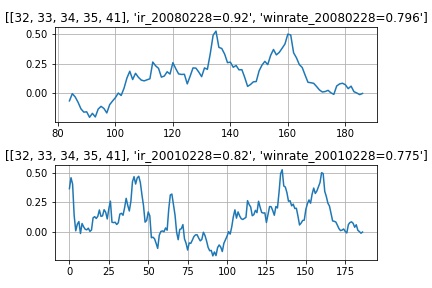 [[32, 33, 34, 35, 41], 'ir_20080228=0.92', 'winrate_20080228=0.796']
0.50
0.25
0.00
80 100 120 140 160 180
[[32, 33, 34, 35, 41], 'ir_20010228=0.82', 'winrate_20010228=0.775']
0.50
0.25
0.00
0 25 50 75 100 125 150 175